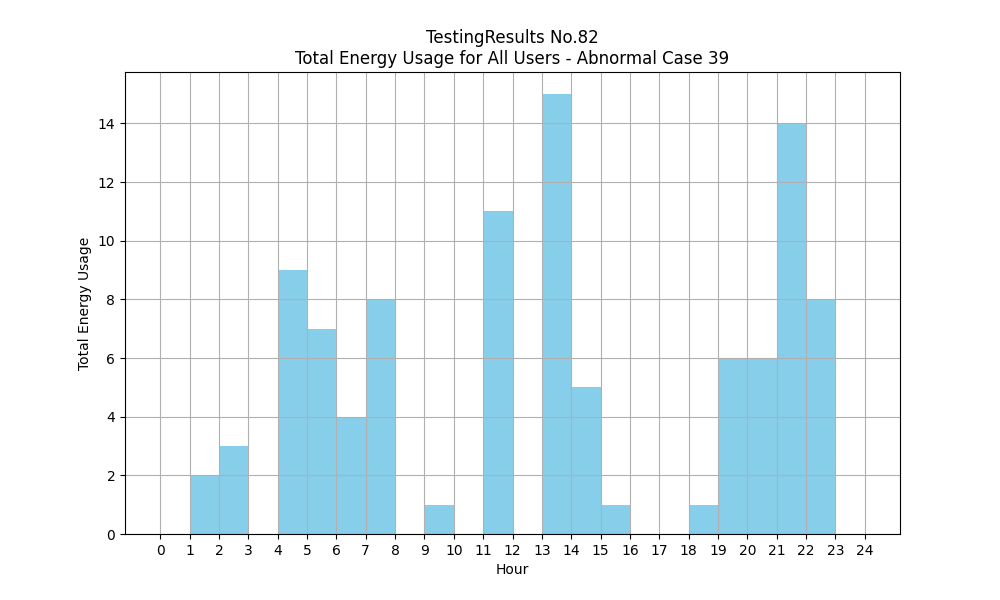 TestingResults No.82
Total Energy Usage for All Users - Abnormal Case 39
Total Energy Usage
14
12
10
8
6
4
2
0
0 1 2 3 4 5 6 7 8 9 10 11 12 13 14 15 16 17 18 19 20 21 22 23 24
Hour